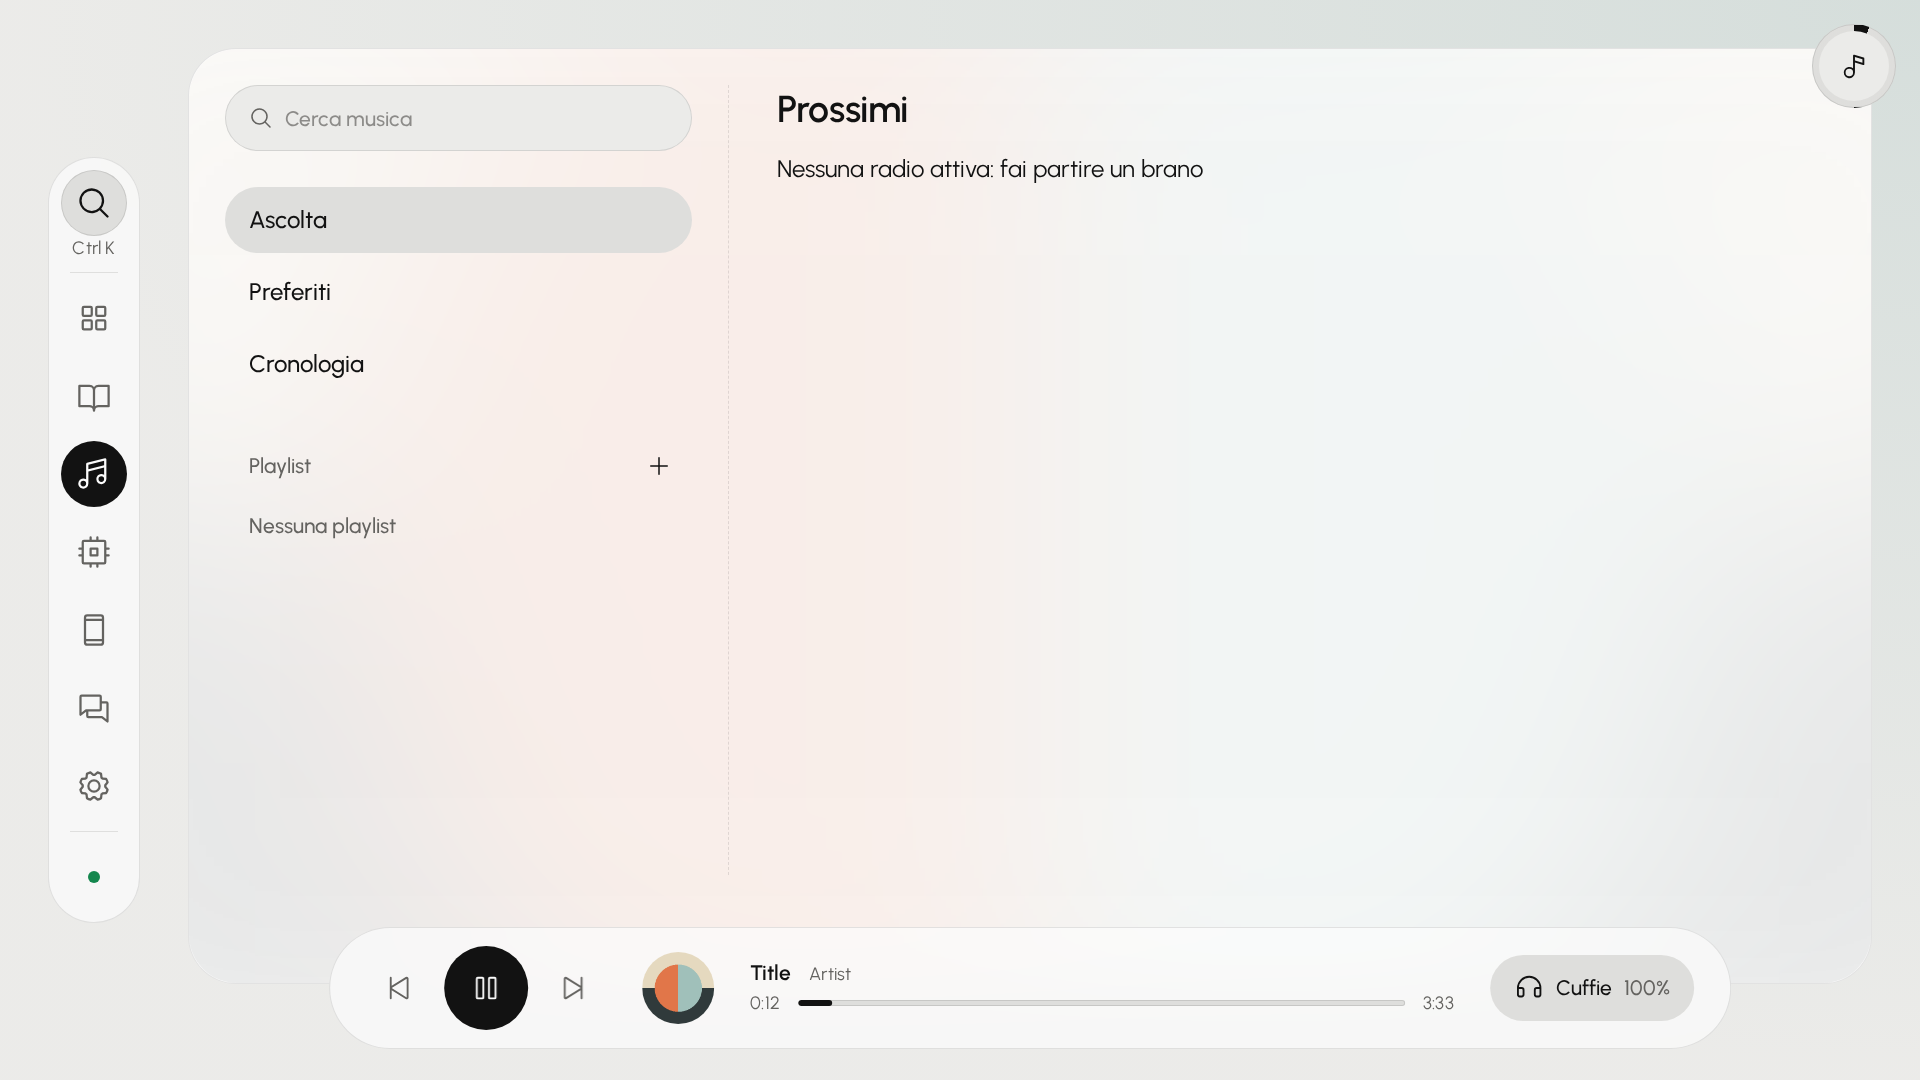 Cerca musica
Ctrl K
Ascolta
Preferiti
Cronologia
Playlist
Nessuna playlist
Prossimi
Nessuna radio attiva: fai partire un brano
Title Artist
0:12 3:33
Cuffie 100%